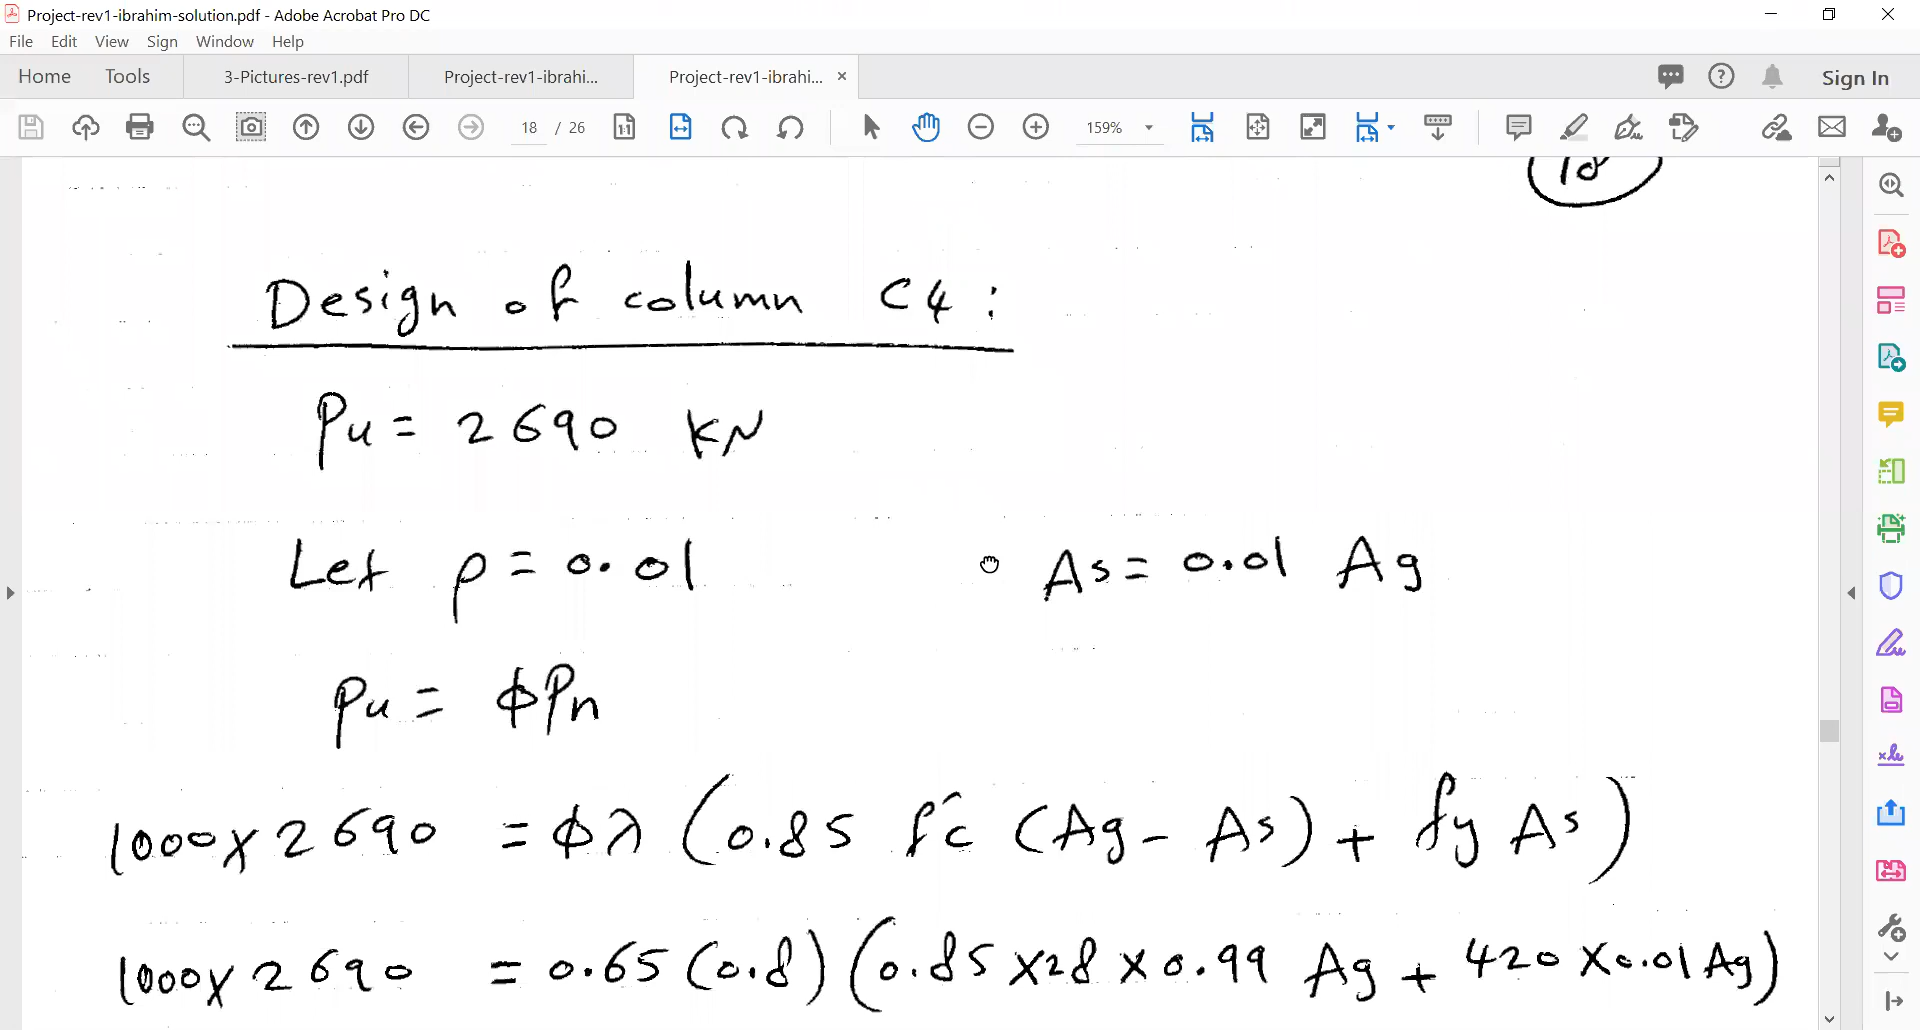 Project-rev1-ibrahim-solution.pdf - Adobe Acrobat Pro DC
File Edit View Sign Window Help
Home Tools 3-Pictures-rev1.pdf Project-rev1-ibrahi... Project-rev1-ibrahi... × Sign In
18 / 26 159%
18
Design of column C4 :
Pu = 2690 KN
Let ρ = 0.01 As = 0.01 Ag
Pu = ϕPn
1000 x 2690 = ϕ λ (0.85 f'c (Ag - As) + fy As)
1000 x 2690 = 0.65 (0.8) (0.85 x 28 x 0.99 Ag + 420 x 0.01 Ag)